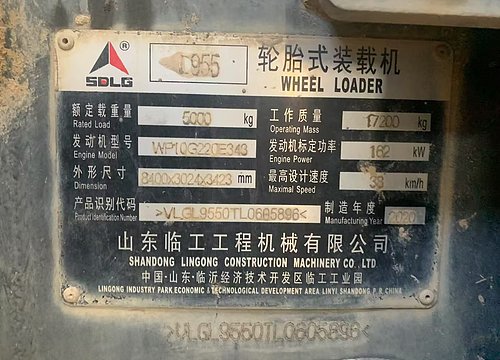 SDLG ® L955 轮胎式装载机
WHEEL LOADER
额定载重量 5000 kg 工作质量 17200 kg
Rated Load Operating Mass
发动机型号 WP10G220E343 发动机标定功率 162 kW
Engine Model Engine Power
外形尺寸 8400x3024x3423 mm 最高设计速度 38 km/h
Dimension Maximal Speed
产品识别代码 >VLGL9550TL0605896< 制造年度 2020
Product Identification Number Manufacturing Year
山东临工工程机械有限公司
SHANDONG LINGONG CONSTRUCTION MACHINERY CO., LTD.
中国·山东·临沂经济技术开发区临工工业园
LINGONG INDUSTRY PARK,ECONOMIC & TECHNOLOGICAL DEVELOPMENT AREA, LINYI SHANDONG P. R. CHINA
>VLGL9550TL0605896<